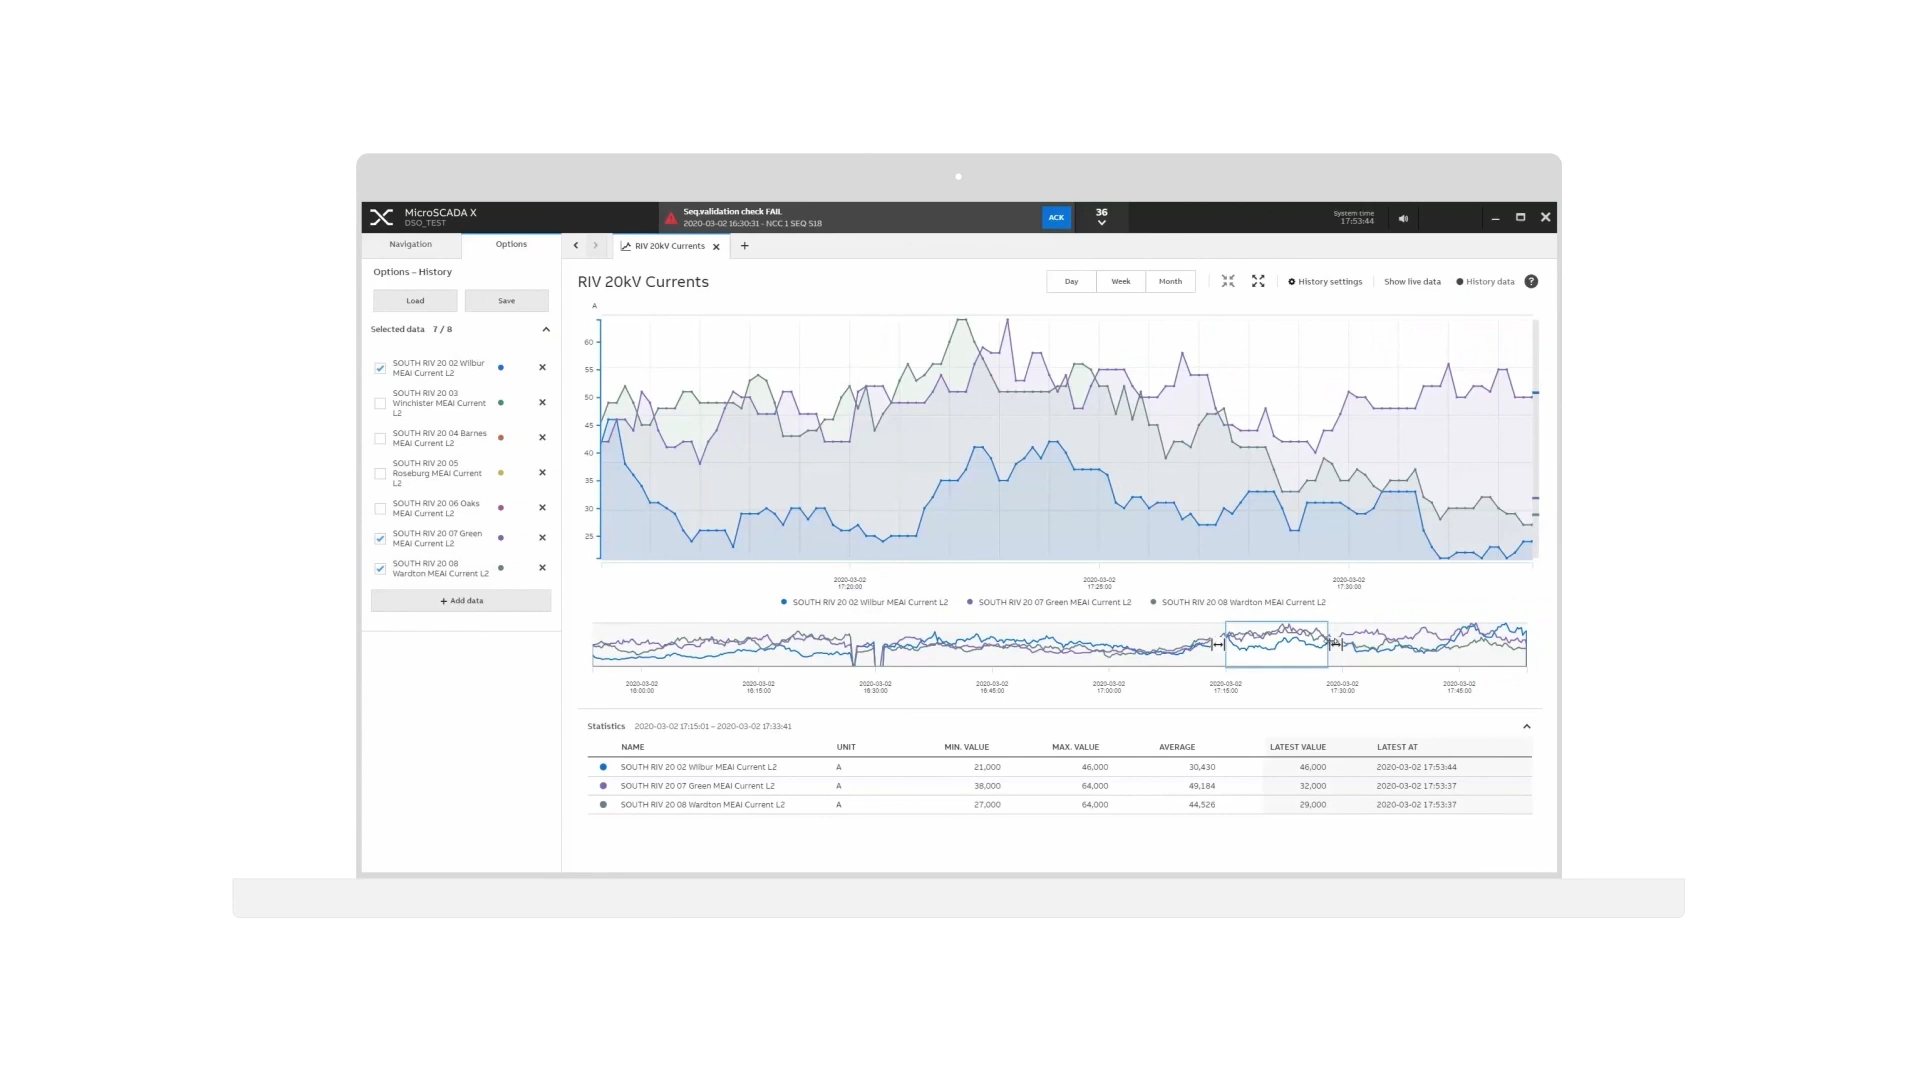 MicroSCADA X
DSO_TEST
Seq.validation check FAIL
2020-03-02 16:30:31 - NCC 1 SEQ S18
ACK
36
System time
17:53:44
Navigation
Options
RIV 20kV Currents
Options – History
Load
Save
Selected data 7 / 8
SOUTH RIV 20 02 Wilbur
MEAI Current L2
SOUTH RIV 20 03
Winchister MEAI Current
L2
SOUTH RIV 20 04 Barnes
MEAI Current L2
SOUTH RIV 20 05
Roseburg MEAI Current
L2
SOUTH RIV 20 06 Oaks
MEAI Current L2
SOUTH RIV 20 07 Green
MEAI Current L2
SOUTH RIV 20 08
Wardton MEAI Current L2
+ Add data
RIV 20kV Currents
Day
Week
Month
History settings
Show live data
History data
?
A
60
55
50
45
40
35
30
25
2020-03-02
17:20:00
2020-03-02
17:25:00
2020-03-02
17:30:00
SOUTH RIV 20 02 Wilbur MEAI Current L2
SOUTH RIV 20 07 Green MEAI Current L2
SOUTH RIV 20 08 Wardton MEAI Current L2
2020-03-02
16:00:00
2020-03-02
16:15:00
2020-03-02
16:30:00
2020-03-02
16:45:00
2020-03-02
17:00:00
2020-03-02
17:15:00
2020-03-02
17:30:00
2020-03-02
17:45:00
Statistics 2020-03-02 17:15:01 – 2020-03-02 17:33:41
NAME UNIT MIN. VALUE MAX. VALUE AVERAGE LATEST VALUE LATEST AT
SOUTH RIV 20 02 Wilbur MEAI Current L2 A 21,000 46,000 30,430 46,000 2020-03-02 17:53:44
SOUTH RIV 20 07 Green MEAI Current L2 A 38,000 64,000 49,184 32,000 2020-03-02 17:53:37
SOUTH RIV 20 08 Wardton MEAI Current L2 A 27,000 64,000 44,526 29,000 2020-03-02 17:53:37